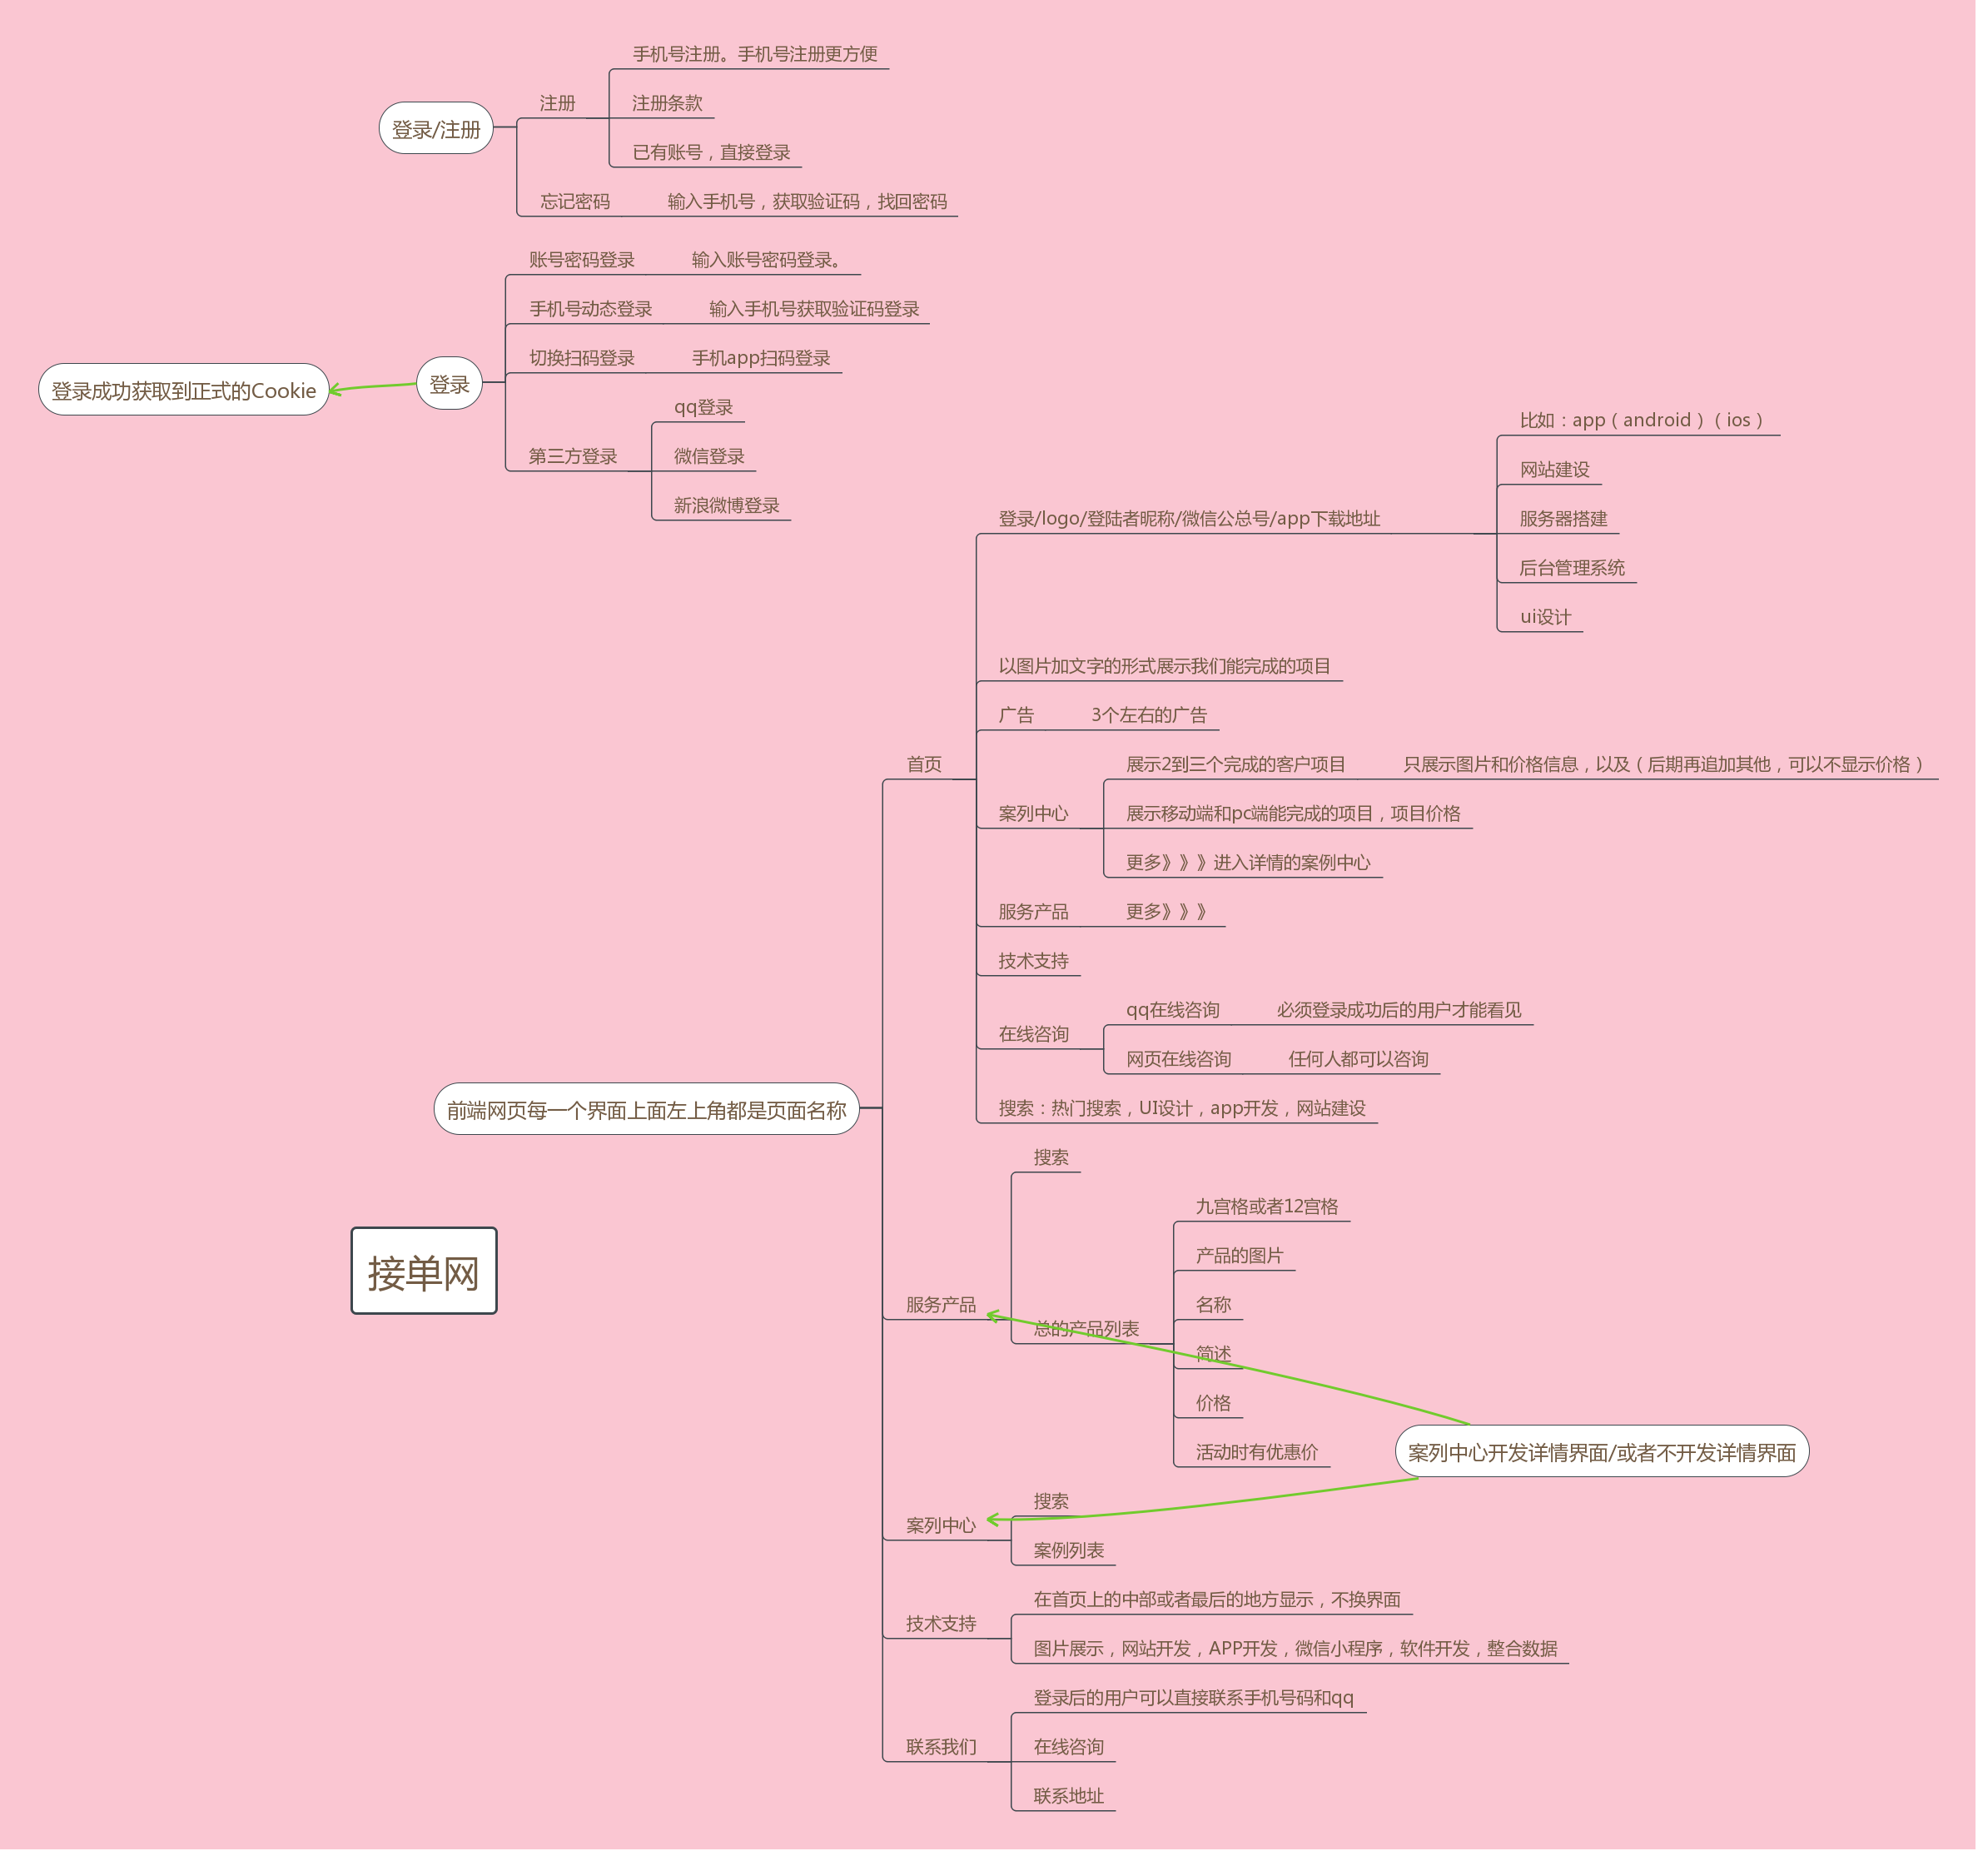 手机号注册。手机号注册更方便
注册
注册条款
登录/注册
已有账号，直接登录
忘记密码
输入手机号，获取验证码，找回密码
账号密码登录
输入账号密码登录。
手机号动态登录
输入手机号获取验证码登录
切换扫码登录
手机app扫码登录
登录
登录成功获取到正式的Cookie
qq登录
第三方登录
微信登录
新浪微博登录
比如：app（android）（ios）
网站建设
登录/logo/登陆者昵称/微信公总号/app下载地址
服务器搭建
后台管理系统
ui设计
以图片加文字的形式展示我们能完成的项目
广告
3个左右的广告
首页
展示2到三个完成的客户项目
只展示图片和价格信息，以及（后期再追加其他，可以不显示价格）
案列中心
展示移动端和pc端能完成的项目，项目价格
更多》》》进入详情的案例中心
服务产品
更多》》》
技术支持
qq在线咨询
必须登录成功后的用户才能看见
在线咨询
网页在线咨询
任何人都可以咨询
前端网页每一个界面上面左上角都是页面名称
搜索：热门搜索，UI设计，app开发，网站建设
搜索
九宫格或者12宫格
产品的图片
接单网
服务产品
名称
总的产品列表
简述
价格
活动时有优惠价
案列中心开发详情界面/或者不开发详情界面
搜索
案列中心
案例列表
在首页上的中部或者最后的地方显示，不换界面
技术支持
图片展示，网站开发，APP开发，微信小程序，软件开发，整合数据
登录后的用户可以直接联系手机号码和qq
联系我们
在线咨询
联系地址